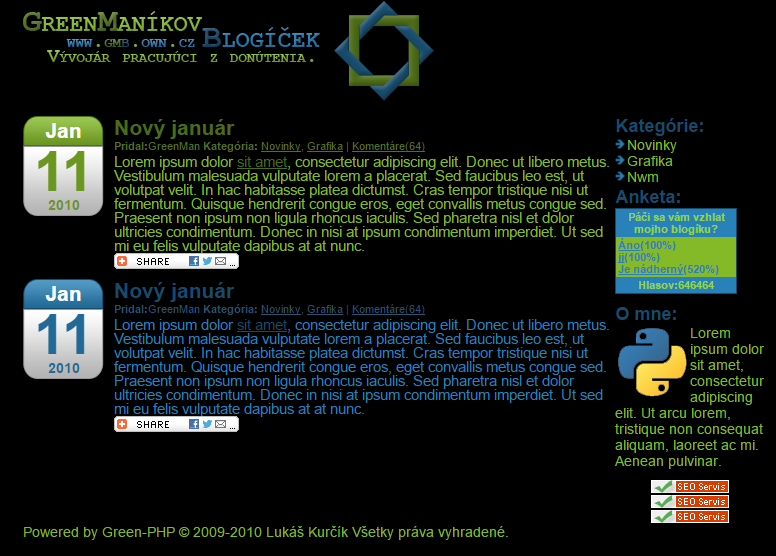 GreenManíkov
www.gmb.own.cz Blogíček
Vývojár pracujúci z donútenia.
Jan
11
2010
Nový január
Pridal:GreenMan Kategória: Novinky, Grafika | Komentáre(64)
Lorem ipsum dolor sit amet, consectetur adipiscing elit. Donec ut libero metus.
Vestibulum malesuada vulputate lorem a placerat. Sed faucibus leo est, ut
volutpat velit. In hac habitasse platea dictumst. Cras tempor tristique nisi ut
fermentum. Quisque hendrerit congue eros, eget convallis metus congue sed.
Praesent non ipsum non ligula rhoncus iaculis. Sed pharetra nisl et dolor
ultricies condimentum. Donec in nisi at ipsum condimentum imperdiet. Ut sed
mi eu felis vulputate dapibus at at nunc.
SHARE ...
Jan
11
2010
Nový január
Pridal:GreenMan Kategória: Novinky, Grafika | Komentáre(64)
Lorem ipsum dolor sit amet, consectetur adipiscing elit. Donec ut libero metus.
Vestibulum malesuada vulputate lorem a placerat. Sed faucibus leo est, ut
volutpat velit. In hac habitasse platea dictumst. Cras tempor tristique nisi ut
fermentum. Quisque hendrerit congue eros, eget convallis metus congue sed.
Praesent non ipsum non ligula rhoncus iaculis. Sed pharetra nisl et dolor
ultricies condimentum. Donec in nisi at ipsum condimentum imperdiet. Ut sed
mi eu felis vulputate dapibus at at nunc.
SHARE ...
Kategórie:
Novinky
Grafika
Nwm
Anketa:
Páči sa vám vzhlat
mojho blogíku?
Áno(100%)
jj(100%)
Je nádherný(520%)
Hlasov:646464
O mne:
Lorem
ipsum dolor
sit amet,
consectetur
adipiscing
elit. Ut arcu lorem,
tristique non consequat
aliquam, laoreet ac mi.
Aenean pulvinar.
SEO Servis
SEO Servis
SEO Servis
Powered by Green-PHP © 2009-2010 Lukáš Kurčík Všetky práva vyhradené.